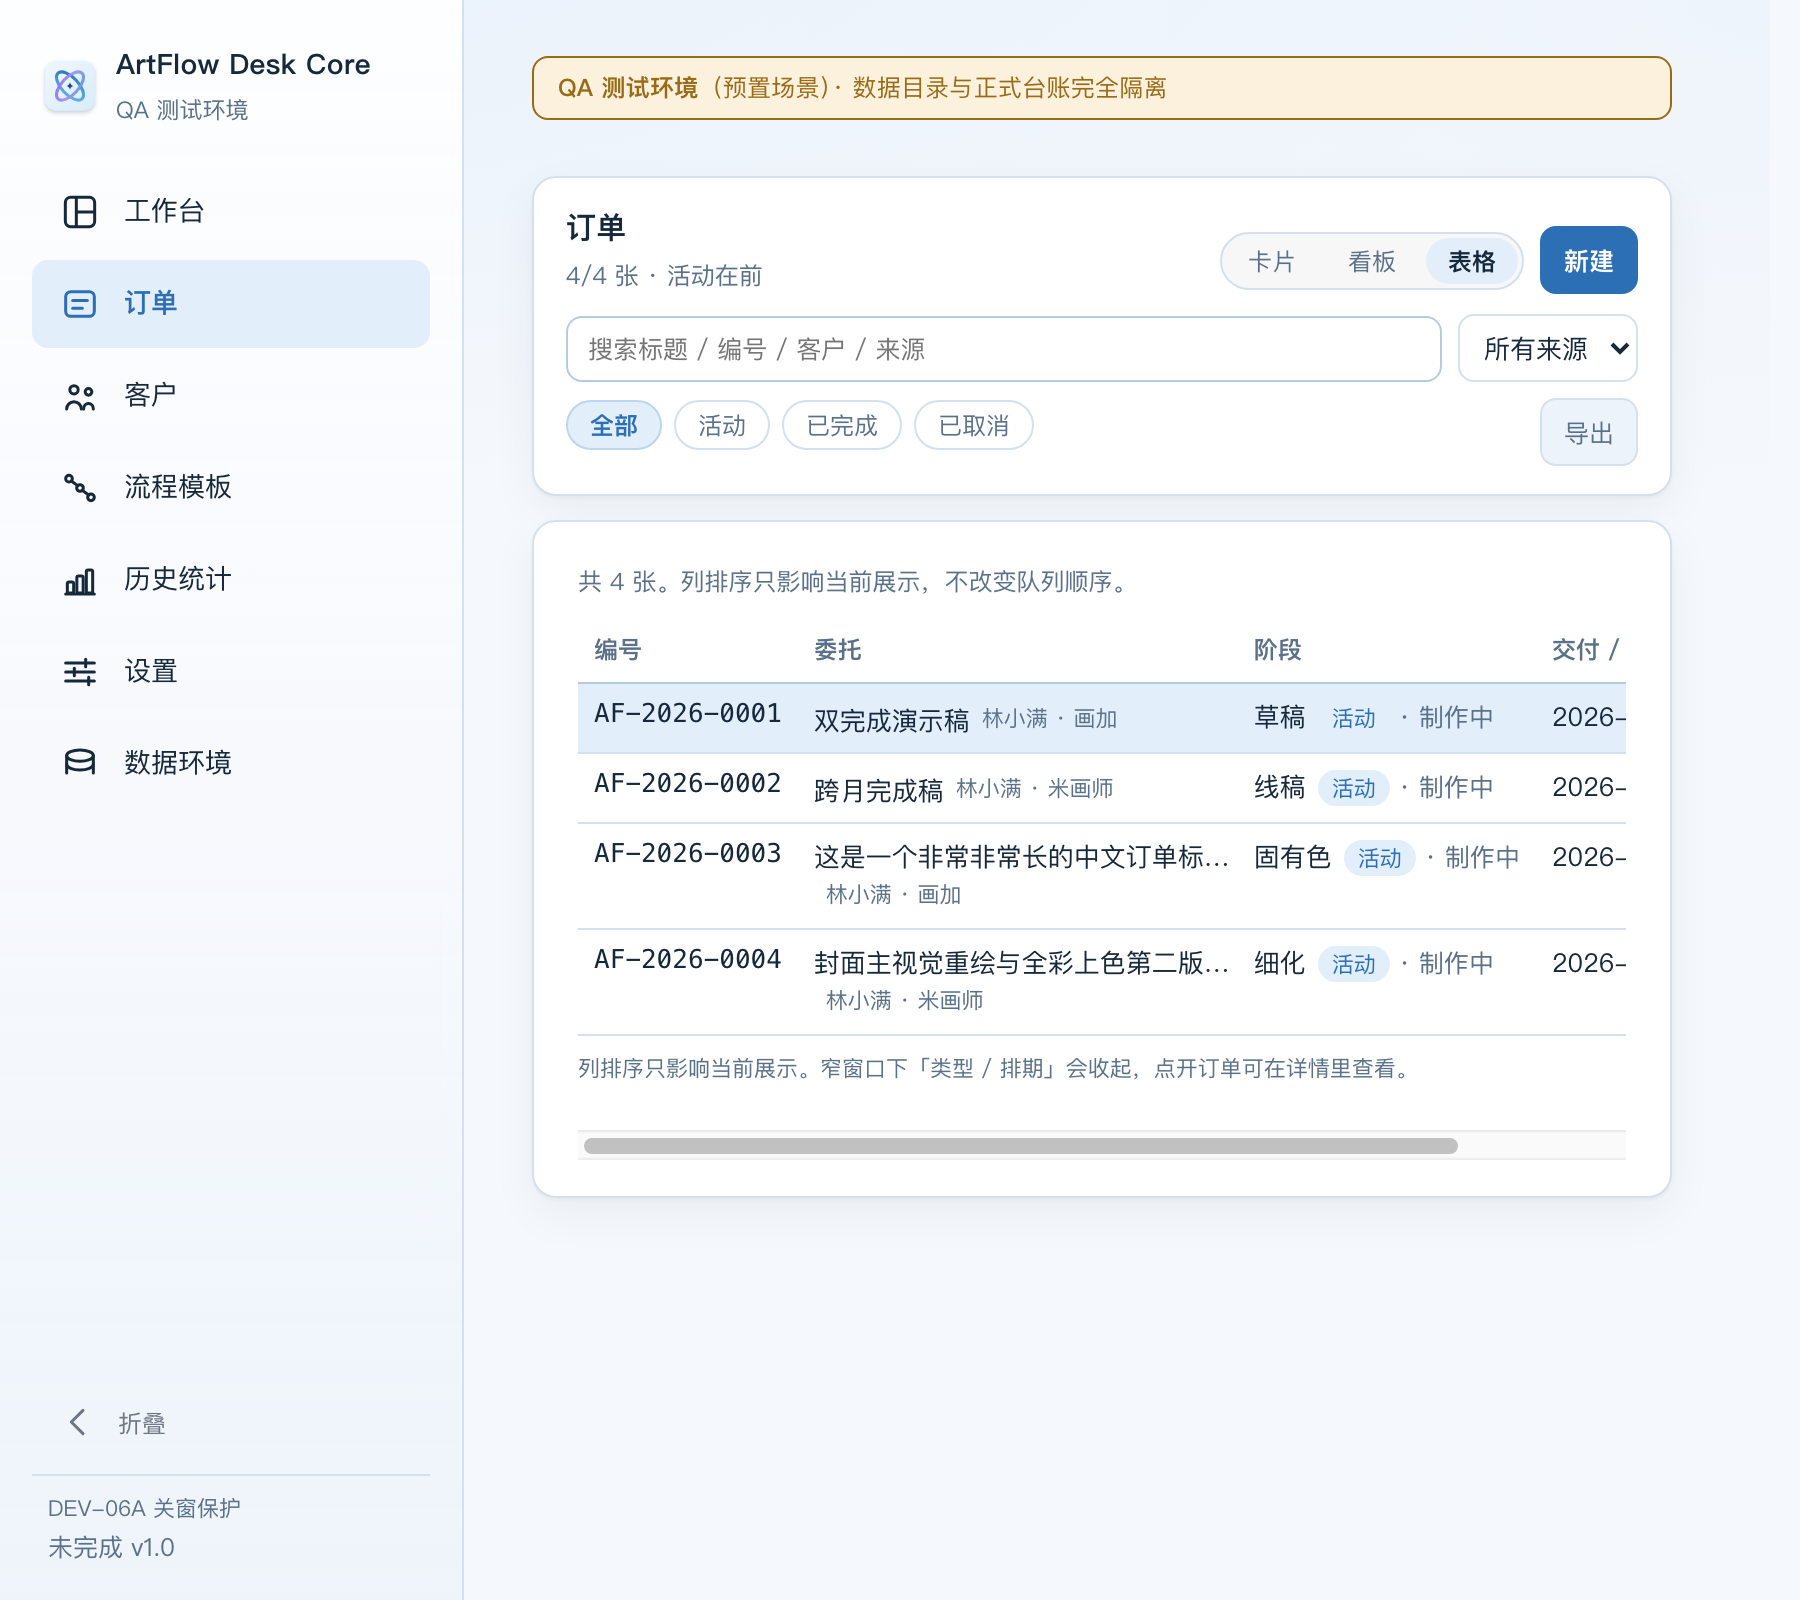 ArtFlow Desk Core
QA 测试环境
工作台
订单
客户
流程模板
历史统计
设置
数据环境
折叠
DEV-06A 关窗保护
未完成 v1.0
QA 测试环境（预置场景）· 数据目录与正式台账完全隔离
订单
4/4 张 · 活动在前
卡片 看板 表格 新建
搜索标题 / 编号 / 客户 / 来源 所有来源
全部 活动 已完成 已取消 导出
共 4 张。列排序只影响当前展示，不改变队列顺序。
编号 委托 阶段 交付 /
AF-2026-0001 双完成演示稿 林小满 · 画加 草稿 活动 · 制作中 2026-
AF-2026-0002 跨月完成稿 林小满 · 米画师 线稿 活动 · 制作中 2026-
AF-2026-0003 这是一个非常非常长的中文订单标… 固有色 活动 · 制作中 2026-
林小满 · 画加
AF-2026-0004 封面主视觉重绘与全彩上色第二版… 细化 活动 · 制作中 2026-
林小满 · 米画师
列排序只影响当前展示。窄窗口下「类型 / 排期」会收起，点开订单可在详情里查看。